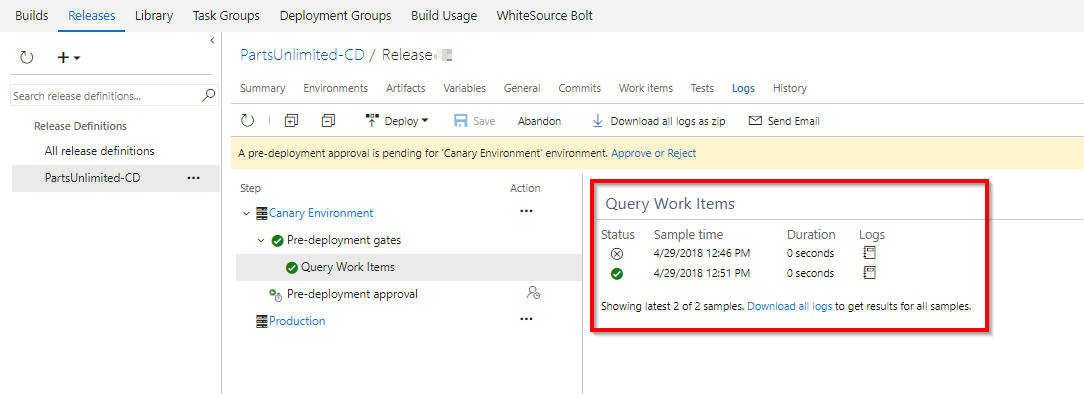 Builds Releases Library Task Groups Deployment Groups Build Usage WhiteSource Bolt
Search release definitions...
Release Definitions
All release definitions
PartsUnlimited-CD ...
PartsUnlimited-CD / Release
Summary Environments Artifacts Variables General Commits Work items Tests Logs History
Deploy Save Abandon Download all logs as zip Send Email
A pre-deployment approval is pending for 'Canary Environment' environment. Approve or Reject
Step Action
Canary Environment ...
Pre-deployment gates
Query Work Items
Pre-deployment approval
Production ...
Query Work Items
Status Sample time Duration Logs
4/29/2018 12:46 PM 0 seconds
4/29/2018 12:51 PM 0 seconds
Showing latest 2 of 2 samples. Download all logs to get results for all samples.